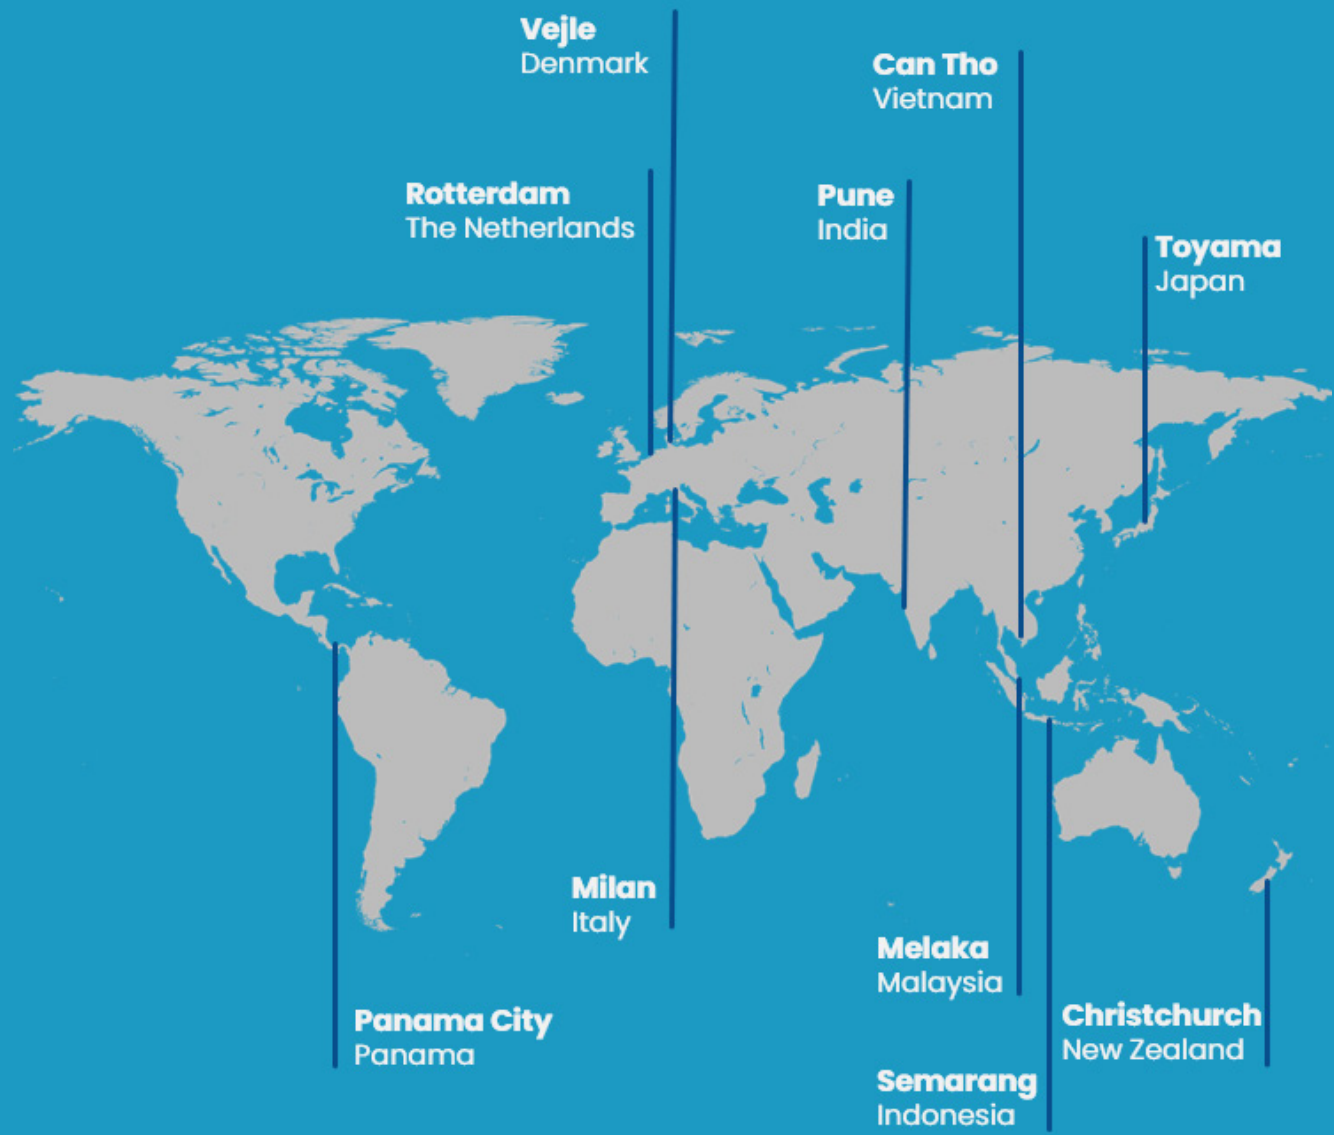 Vejle
Denmark
Can Tho
Vietnam
Rotterdam
The Netherlands
Pune
India
Toyama
Japan
Milan
Italy
Melaka
Malaysia
Panama City
Panama
Christchurch
New Zealand
Semarang
Indonesia